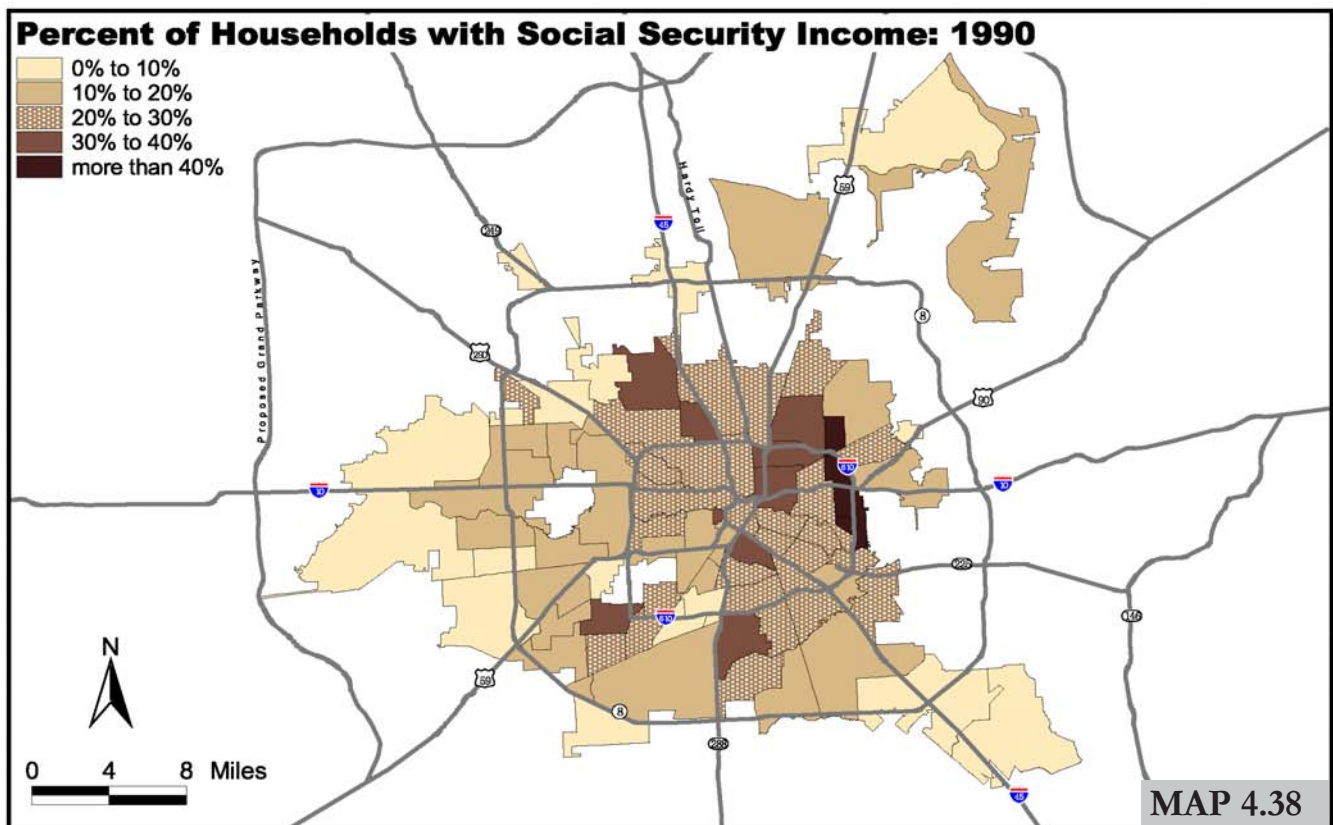 Percent of Households with Social Security Income: 1990
0% to 10%
10% to 20%
20% to 30%
30% to 40%
more than 40%
Hardy Toll
59
45
249
Proposed Grand Parkway
8
290
90
610
10
10
225
146
610
N
59
8
288
45
0 4 8 Miles
MAP 4.38